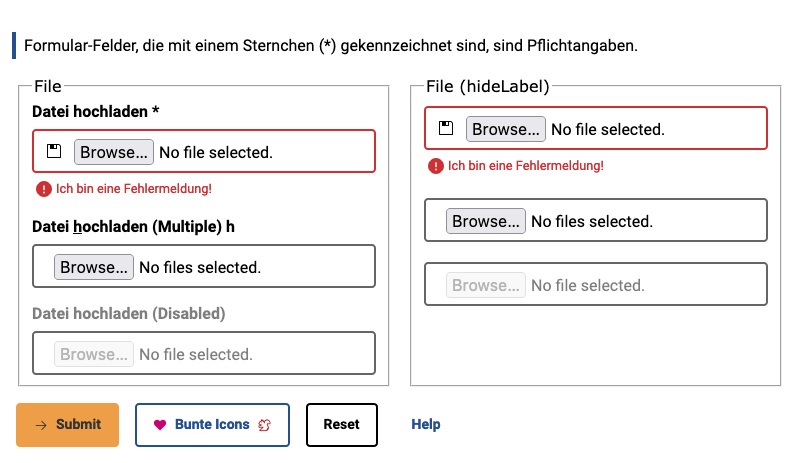 Formular-Felder, die mit einem Sternchen (*) gekennzeichnet sind, sind Pflichtangaben.
File
Datei hochladen *
Browse... No file selected.
Ich bin eine Fehlermeldung!
Datei hochladen (Multiple) h
Browse... No files selected.
Datei hochladen (Disabled)
Browse... No file selected.
File (hideLabel)
Browse... No file selected.
Ich bin eine Fehlermeldung!
Browse... No files selected.
Browse... No file selected.
Submit
Bunte Icons
Reset
Help